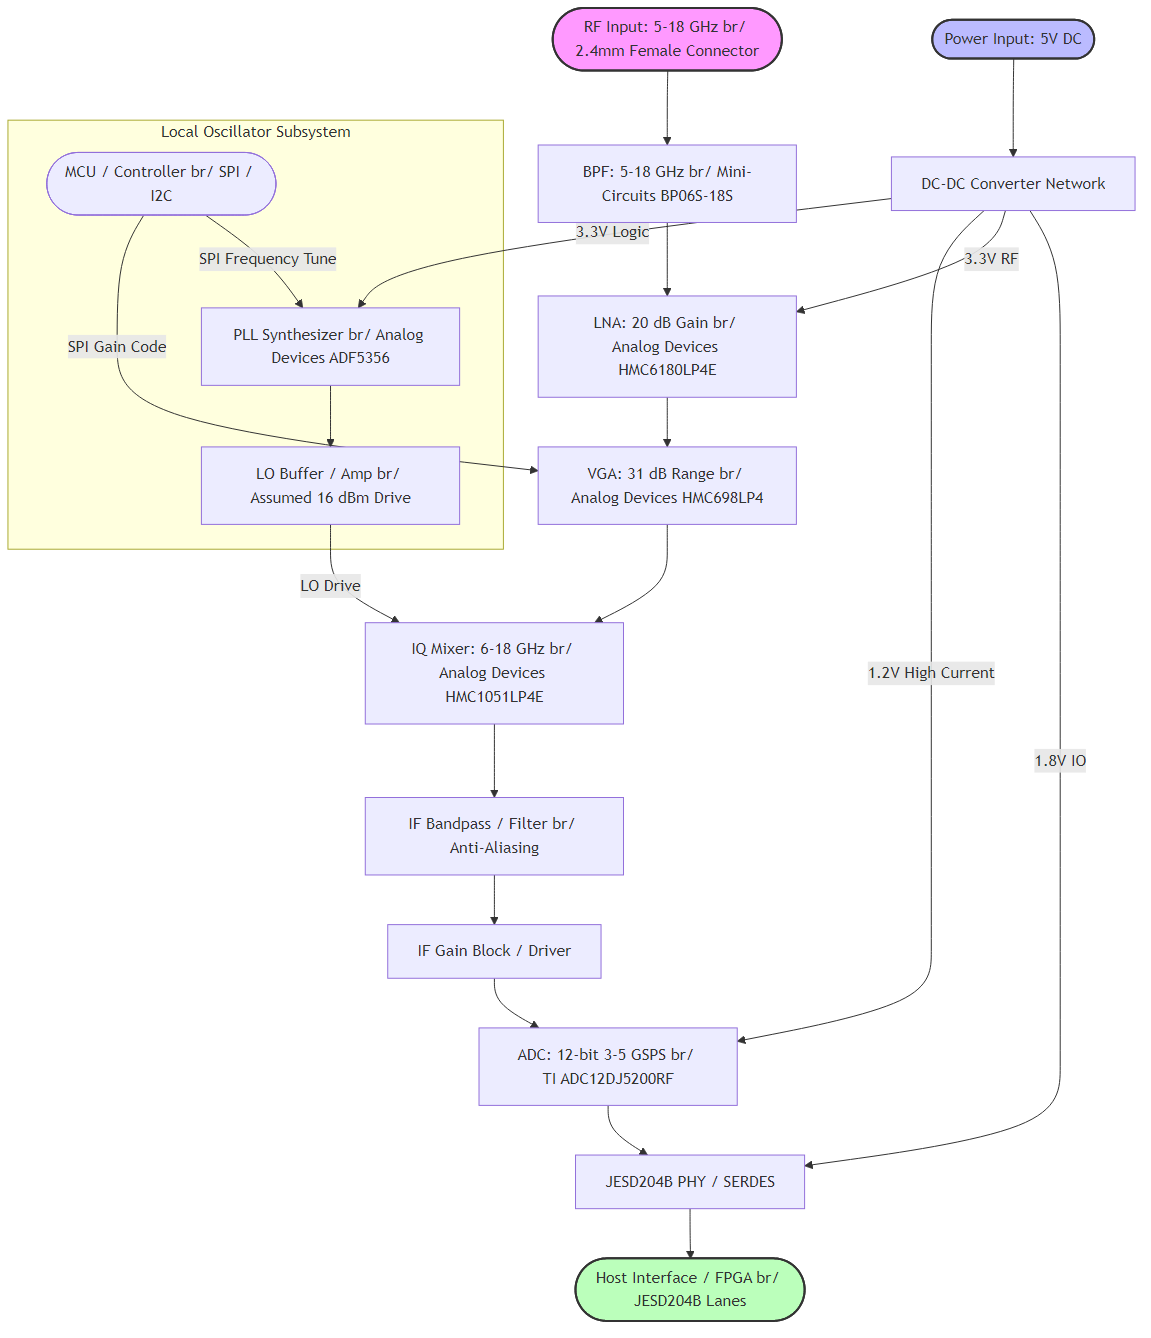 RF Input: 5-18 GHz br/
2.4mm Female Connector
Power Input: 5V DC
Local Oscillator Subsystem
MCU / Controller br/ SPI /
I2C
BPF: 5-18 GHz br/ Mini-
Circuits BP06S-18S
DC-DC Converter Network
3.3V Logic
SPI Frequency Tune
3.3V RF
PLL Synthesizer br/ Analog
Devices ADF5356
LNA: 20 dB Gain br/
Analog Devices
HMC6180LP4E
SPI Gain Code
LO Buffer / Amp br/
Assumed 16 dBm Drive
VGA: 31 dB Range br/
Analog Devices HMC698LP4
LO Drive
IQ Mixer: 6-18 GHz br/
Analog Devices
HMC1051LP4E
1.2V High Current
1.8V IO
IF Bandpass / Filter br/
Anti-Aliasing
IF Gain Block / Driver
ADC: 12-bit 3-5 GSPS br/
TI ADC12DJ5200RF
JESD204B PHY / SERDES
Host Interface / FPGA br/
JESD204B Lanes